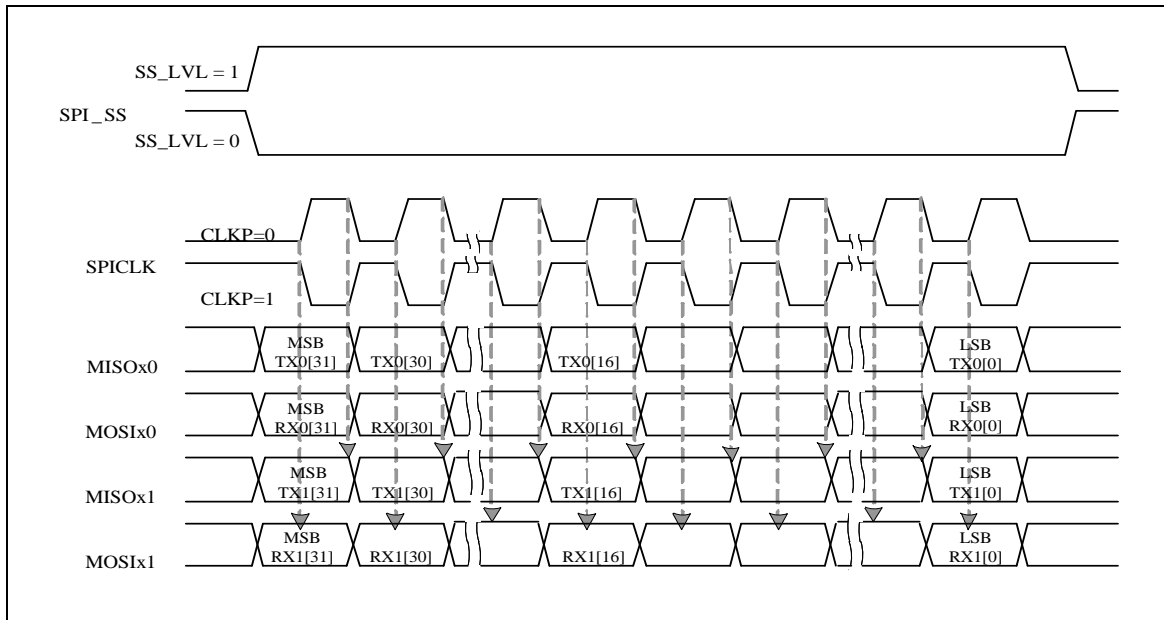 SS_LVL = 1
SPI_SS
SS_LVL = 0
CLKP=0
SPICLK
CLKP=1
MSB
LSB
TX0[31] TX0[30] TX0[16] TX0[0]
MISOx0
MSB
LSB
RX0[31] RX0[30] RX0[16] RX0[0]
MOSIx0
MSB
LSB
TX1[31] TX1[30] TX1[16] TX1[0]
MISOx1
MSB
LSB
RX1[31] RX1[30] RX1[16] RX1[0]
MOSIx1